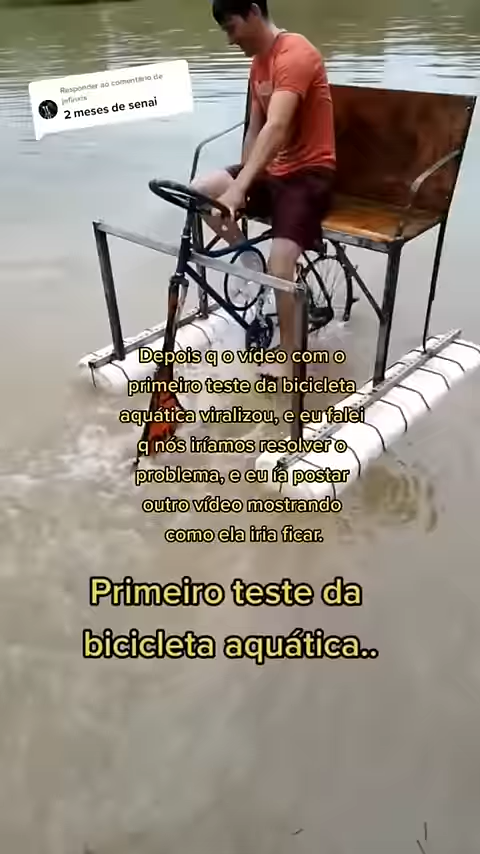 Responder ao comentário de
jefinxis
2 meses de senai
Depois q o vídeo com o
primeiro teste da bicicleta
aquática viralizou, e eu falei
q nós iríamos resolver o
problema, e eu ia postar
outro vídeo mostrando
como ela iria ficar.
Primeiro teste da
bicicleta aquática..